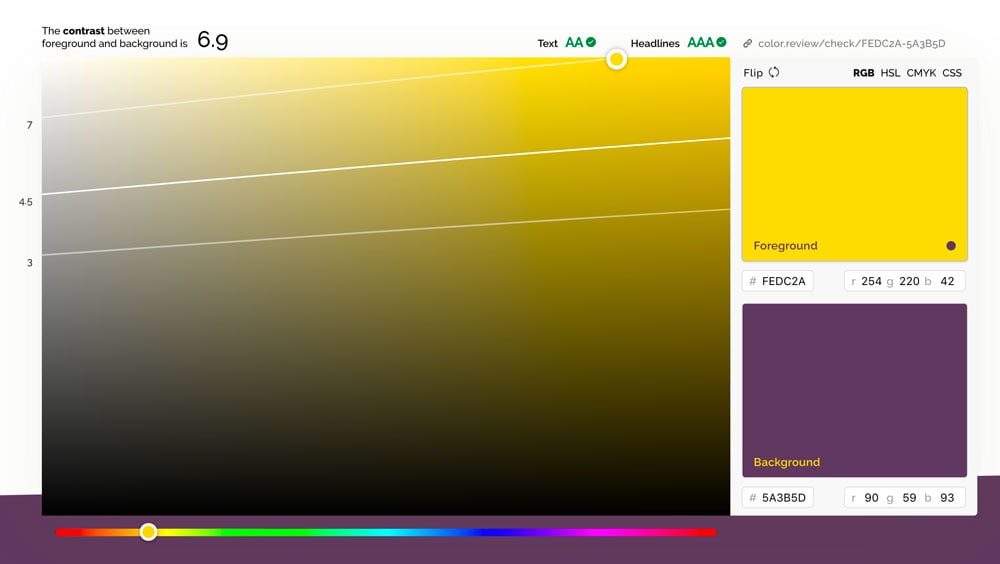 The contrast between
foreground and background is 6.9
Text AA
Headlines AAA
color.review/check/FEDC2A-5A3B5D
7
4.5
3
Flip
RGB HSL CMYK CSS
Foreground
# FEDC2A
r 254 g 220 b 42
Background
# 5A3B5D
r 90 g 59 b 93